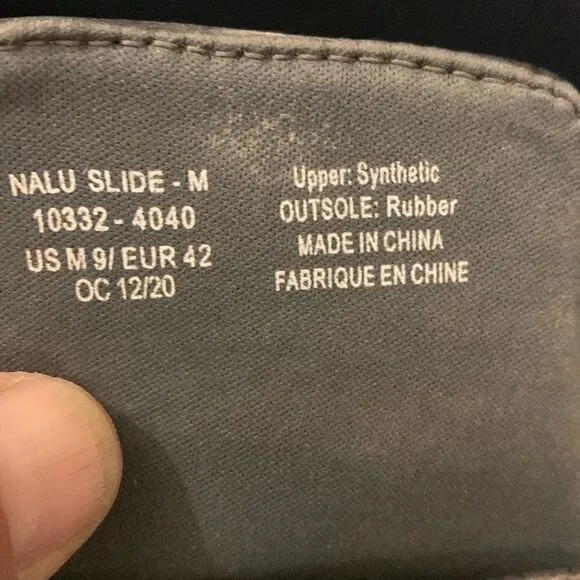 NALU SLIDE - M
10332 - 4040
US M 9/ EUR 42
OC 12/20
Upper: Synthetic
OUTSOLE: Rubber
MADE IN CHINA
FABRIQUE EN CHINE